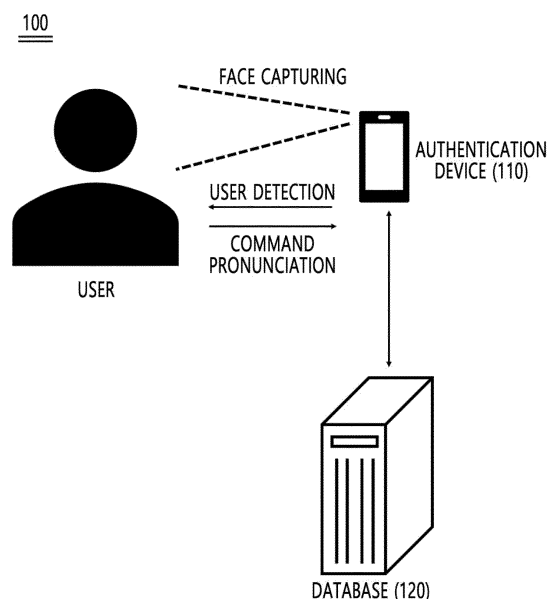 100
FACE CAPTURING
AUTHENTICATION
DEVICE (110)
USER DETECTION
COMMAND
PRONUNCIATION
USER
DATABASE (120)